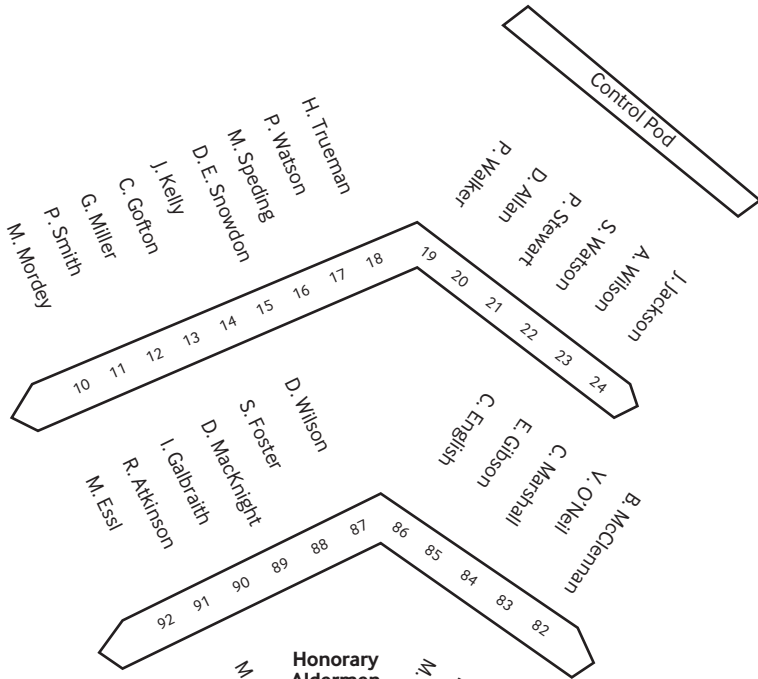 Control Pod
M. Mordey
P. Smith
G. Miller
C. Gofton
J. Kelly
D. E. Snowdon
M. Speding
P. Watson
H. Trueman
P. Walker
D. Allan
P. Stewart
S. Watson
A. Wilson
J. Jackson
10 11 12 13 14 15 16 17 18 19 20 21 22 23 24
M. Essl
R. Atkinson
I. Galbraith
D. MacKnight
S. Foster
D. Wilson
C. English
E. Gibson
C. Marshall
V. O'Neil
B. McClennan
92 91 90 89 88 87 86 85 84 83 82
Honorary
Aldermen
M
M.